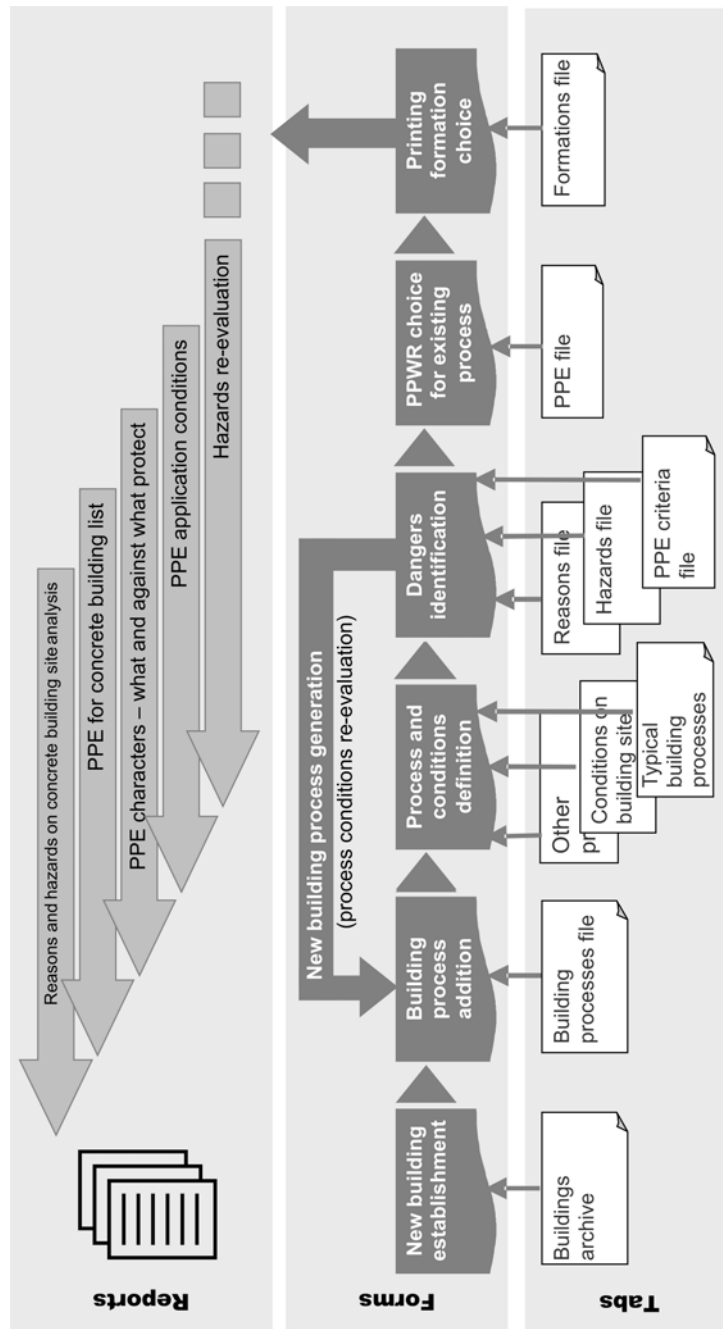 Reports
Reasons and hazards on concrete building site analysis
PPE for concrete building list
PPE characters – what and against what protect
PPE application conditions
Hazards re-evaluation
Forms
New building process generation
(process conditions re-evaluation)
New building
establishment
Building
process
addition
Process and
conditions
definition
Dangers
identification
PPWR choice
for existing
process
Printing
formation
choice
Tabs
Buildings
archive
Building
processes file
Other
pr
Conditions on
building site
Typical
building
processes
Reasons file
Hazards file
PPE criteria
file
PPE file
Formations file